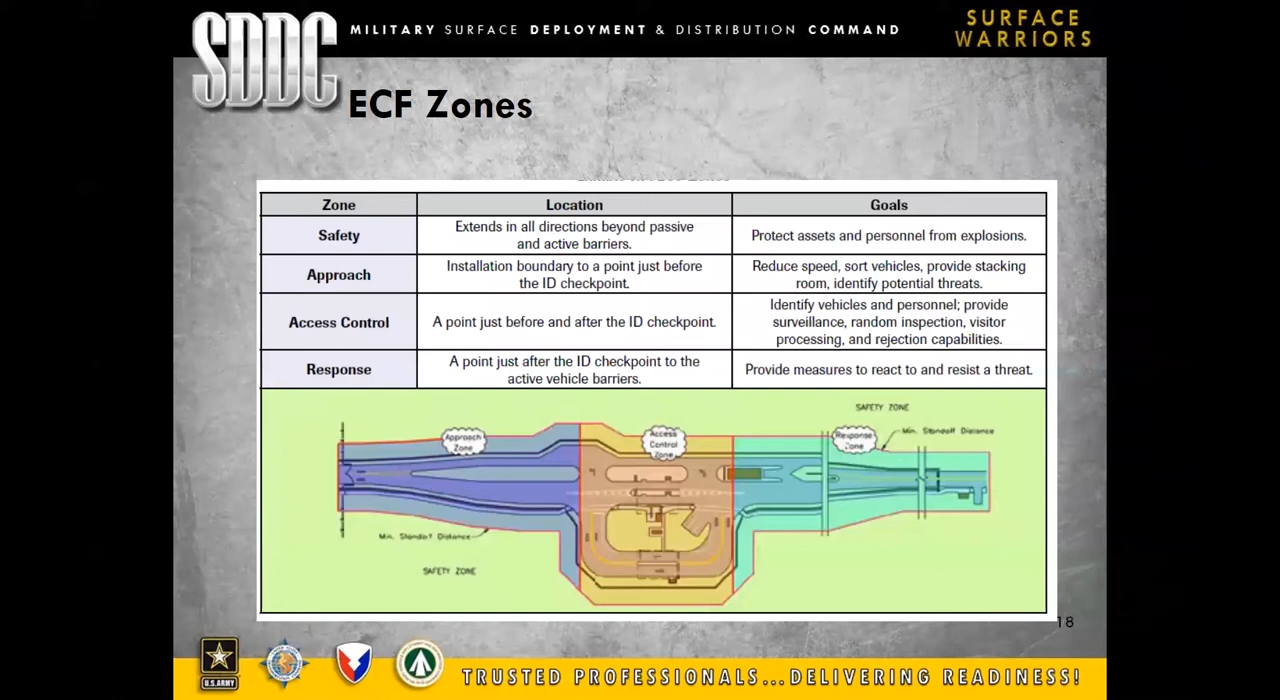 SDDC
MILITARY SURFACE DEPLOYMENT & DISTRIBUTION COMMAND
SURFACE
WARRIORS
ECF Zones
Zone Location Goals
Safety
Extends in all directions beyond passive
and active barriers.
Protect assets and personnel from explosions.
Approach
Installation boundary to a point just before
the ID checkpoint.
Reduce speed, sort vehicles, provide stacking
room, identify potential threats.
Access Control
A point just before and after the ID checkpoint.
Identify vehicles and personnel; provide
surveillance, random inspection, visitor
processing, and rejection capabilities.
Response
A point just after the ID checkpoint to the
active vehicle barriers.
Provide measures to react to and resist a threat.
SAFETY ZONE
Approach
Zone
Access
Control
Zone
Response
Zone
Min. Standoff Distance
Min. Standoff Distance
SAFETY ZONE
18
U.S.ARMY
TRUSTED PROFESSIONALS...DELIVERING READINESS!